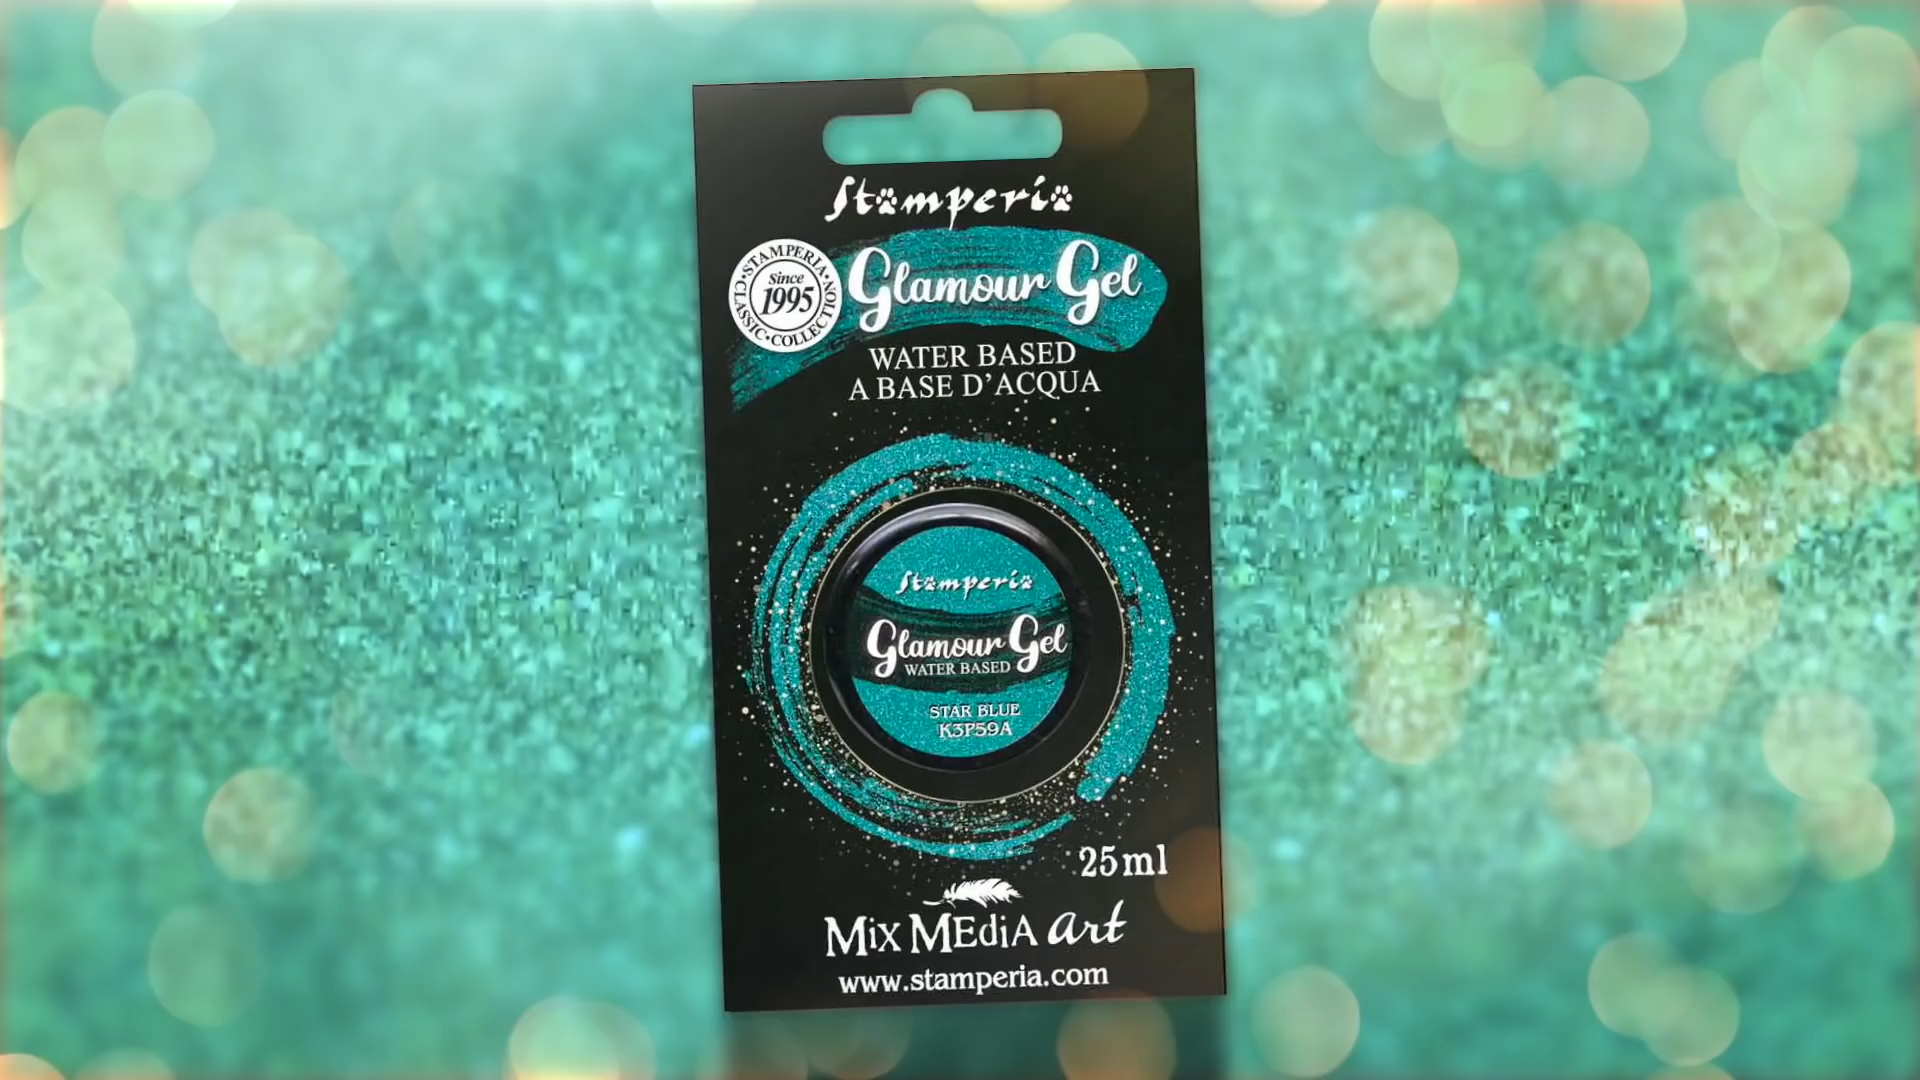 Stamperia
STAMPERIA
Since
1995
CLASSIC • COLLECTION
Glamour Gel
WATER BASED
A BASE D'ACQUA
Stamperia
Glamour Gel
WATER BASED
STAR BLUE
K3P59A
25ml
Mix MEdiA Art
www.stamperia.com